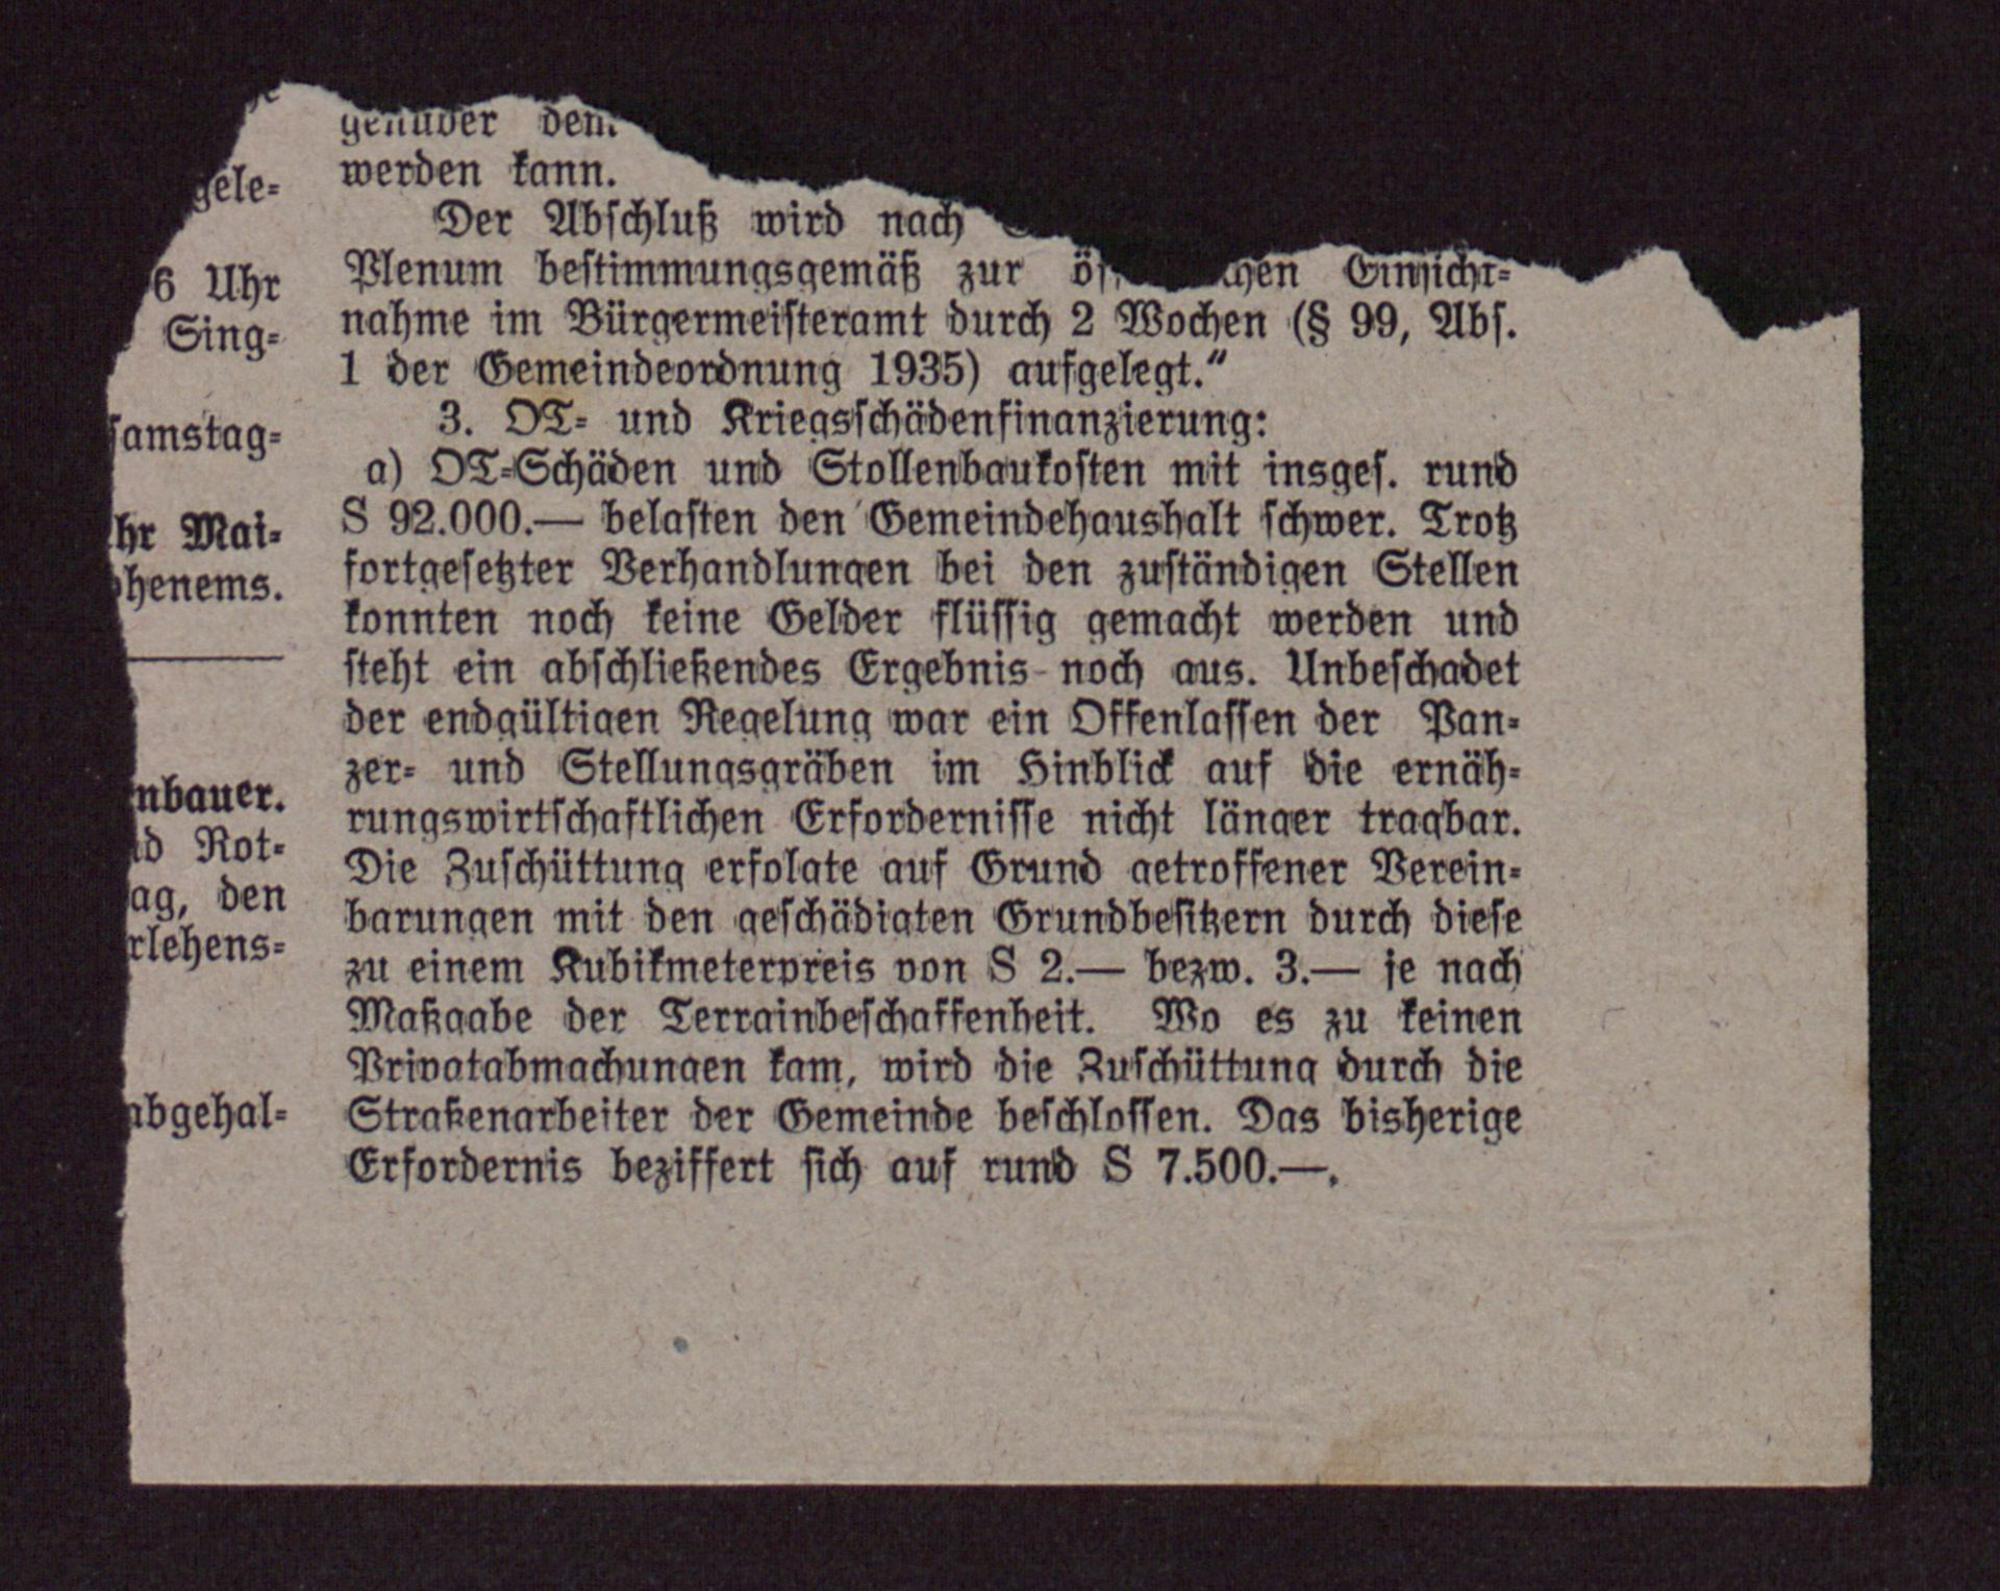 gele-
6 Uhr
Sing-
samstag-
hr Mai-
henems.
nbauer.
d Rot-
ag, den
rlehens-
abgehal-
genüber dem
werden kann.
Der Abschluß wird nach
Plenum bestimmungsgemäß zur Einsicht-
nahme im Bürgermeisteramt durch 2 Wochen (§ 99, Abs.
1 der Gemeindeordnung 1935) aufgelegt."
3. OT- und Kriegsschädenfinanzierung:
a) OT-Schäden und Stollenbaukosten mit insges. rund
S 92.000.— belasten den Gemeindehaushalt schwer. Trotz
fortgesetzter Verhandlungen bei den zuständigen Stellen
konnten noch keine Gelder flüssig gemacht werden und
steht ein abschließendes Ergebnis noch aus. Unbeschadet
der endgültigen Regelung war ein Offenlassen der Pan-
zer- und Stellungsgräben im Hinblick auf die ernäh-
rungswirtschaftlichen Erfordernisse nicht länger tragbar.
Die Zuschüttung erfolgte auf Grund getroffener Verein-
barungen mit den geschädigten Grundbesitzern durch diese
zu einem Kubikmeterpreis von S 2.— bezw. 3.— je nach
Maßgabe der Terrainbeschaffenheit. Wo es zu keinen
Privatabmachungen kam, wird die Zuschüttung durch die
Straßenarbeiter der Gemeinde beschlossen. Das bisherige
Erfordernis beziffert sich auf rund S 7.500.—.